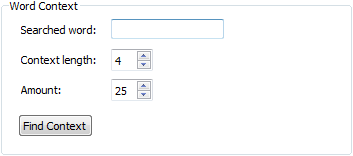 Word Context
Searched word:
Context length: 4
Amount: 25
Find Context